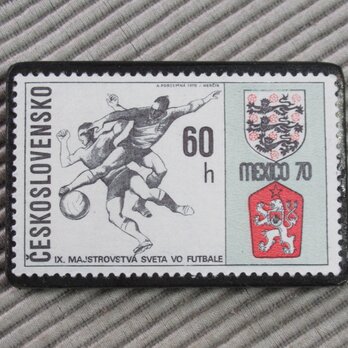 ČESKOSLOVENSKO
60
h
MEXICO 70
IX. MAJSTROVSTVÁ SVETA VO FUTBALE